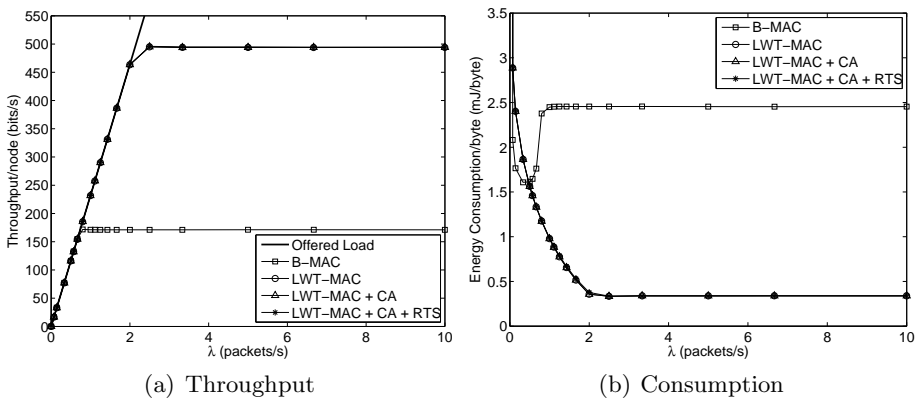 550
500
450
400
350
300
250
200
150
100
50
0
Throughput/node (bits/s)
0 2 4 6 8 10
λ (packets/s)
Offered Load
B−MAC
LWT−MAC
LWT−MAC + CA
LWT−MAC + CA + RTS
(a) Throughput
3.5
3
2.5
2
1.5
1
0.5
0
Energy Consumption/byte (mJ/byte)
0 2 4 6 8 10
λ (packets/s)
B−MAC
LWT−MAC
LWT−MAC + CA
LWT−MAC + CA + RTS
(b) Consumption